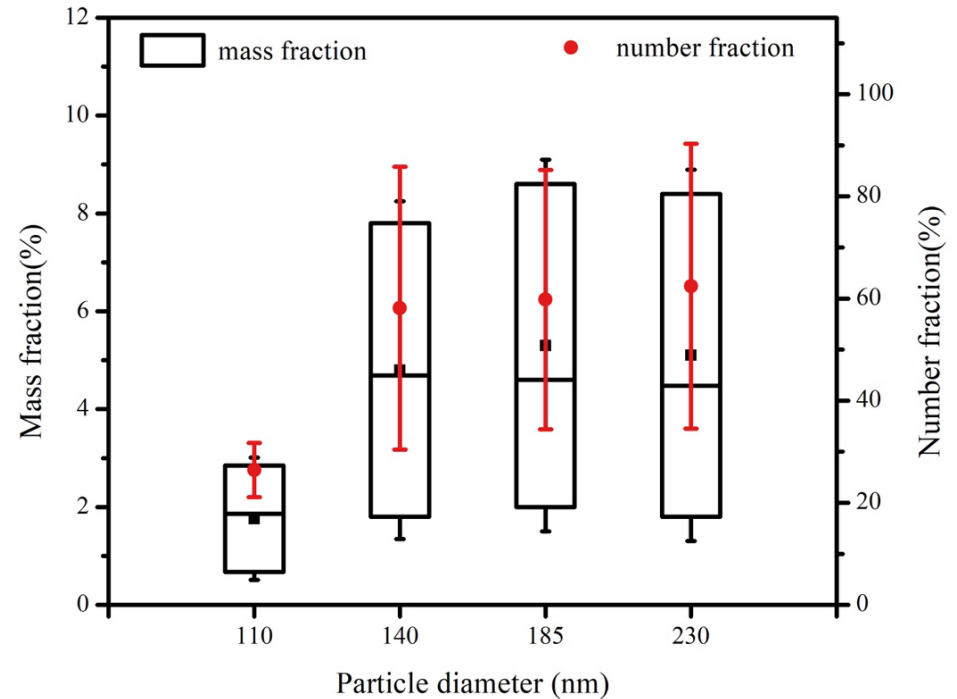 mass fraction
number fraction
12
10
8
6
4
2
0
Mass fraction(%)
100
80
60
40
20
0
Number fraction(%)
110 140 185 230
Particle diameter (nm)